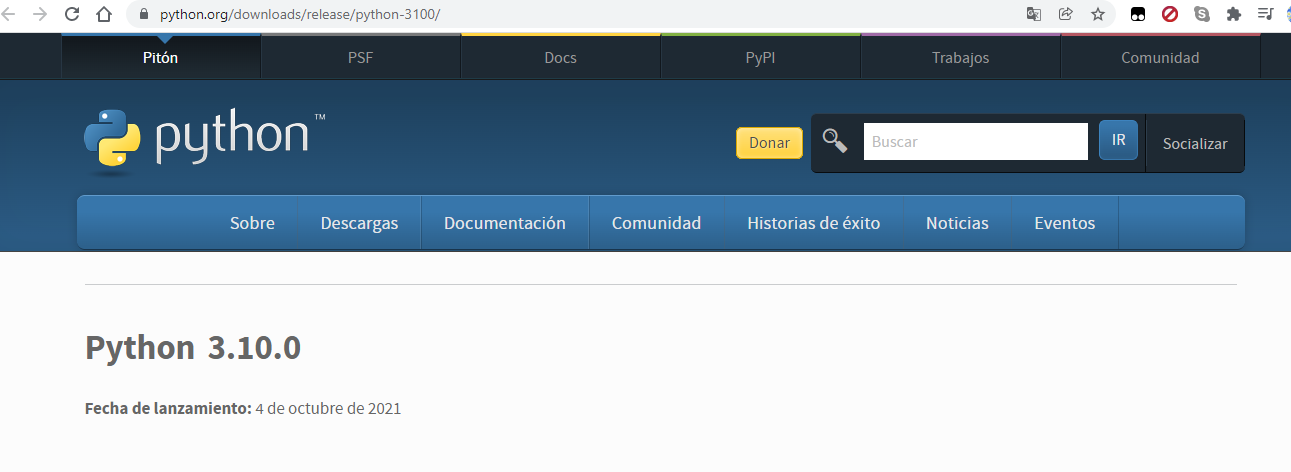 python.org/downloads/release/python-3100/
Pitón PSF Docs PyPI Trabajos Comunidad
python™
Donar Buscar IR Socializar
Sobre Descargas Documentación Comunidad Historias de éxito Noticias Eventos
Python 3.10.0
Fecha de lanzamiento: 4 de octubre de 2021